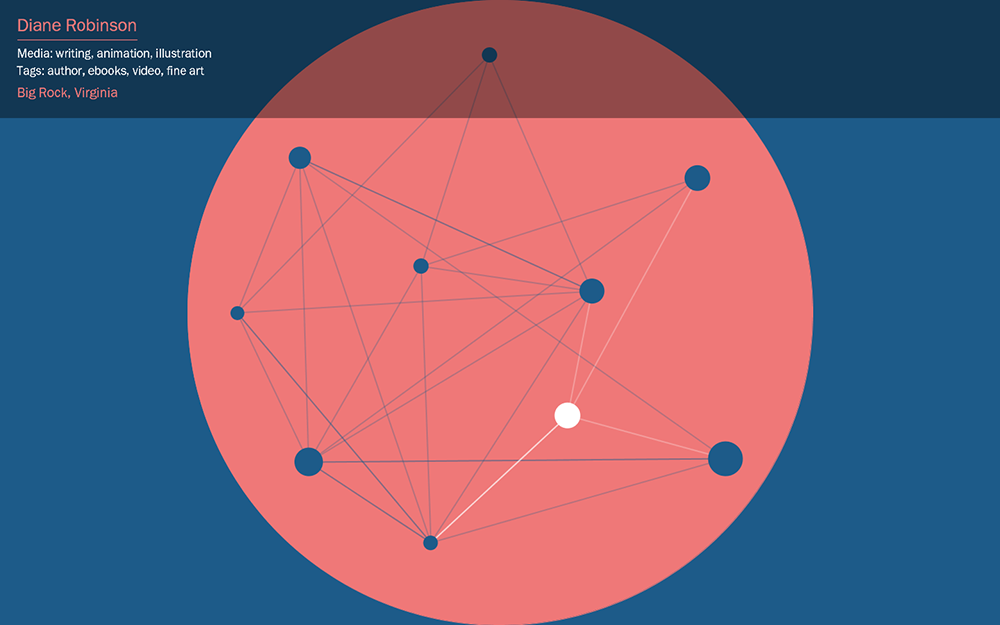 Diane Robinson
Media: writing, animation, illustration
Tags: author, ebooks, video, fine art
Big Rock, Virginia